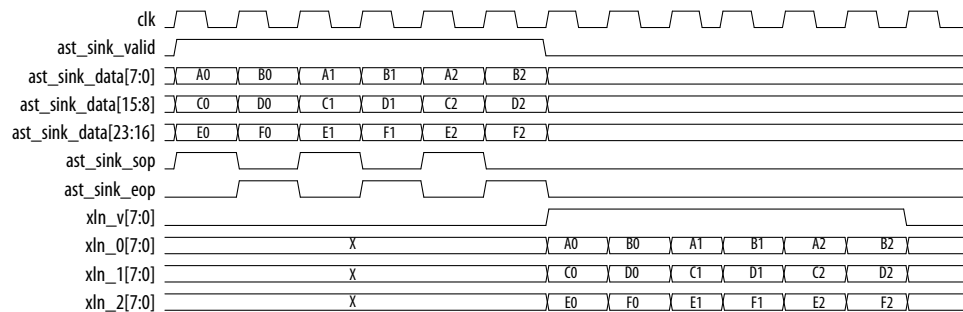 clk
ast_sink_valid
ast_sink_data[7:0] A0 B0 A1 B1 A2 B2
ast_sink_data[15:8] C0 D0 C1 D1 C2 D2
ast_sink_data[23:16] E0 F0 E1 F1 E2 F2
ast_sink_sop
ast_sink_eop
xln_v[7:0]
xln_0[7:0] X A0 B0 A1 B1 A2 B2
xln_1[7:0] X C0 D0 C1 D1 C2 D2
xln_2[7:0] X E0 F0 E1 F1 E2 F2